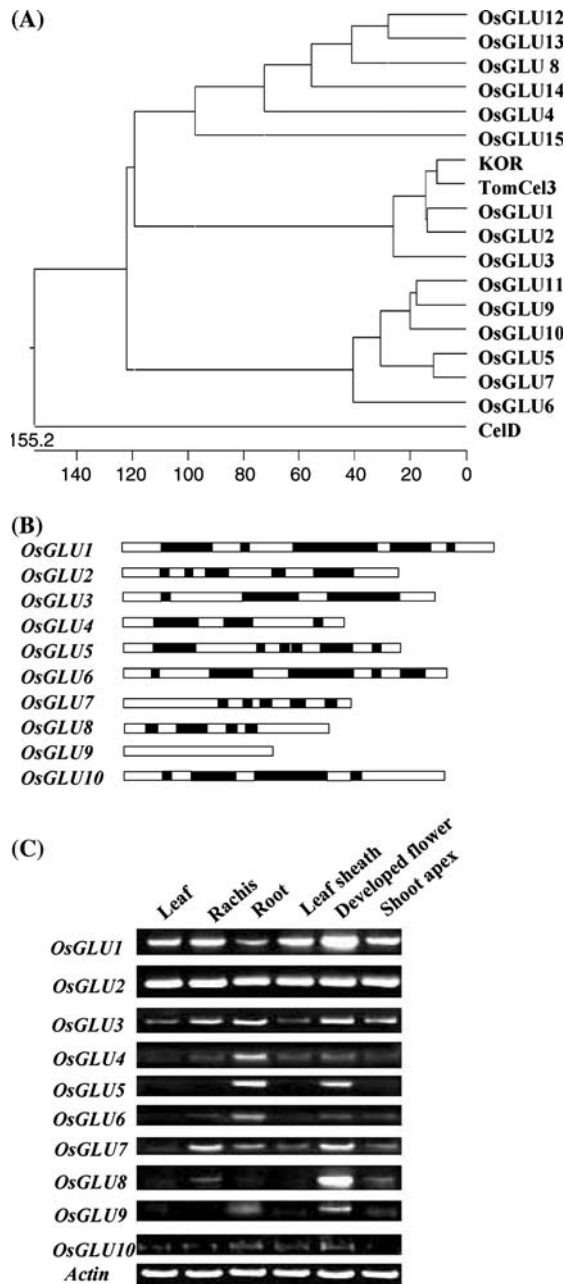 (A)
OsGLU12
OsGLU13
OsGLU 8
OsGLU14
OsGLU4
OsGLU15
KOR
TomCel3
OsGLU1
OsGLU2
OsGLU3
OsGLU11
OsGLU9
OsGLU10
OsGLU5
OsGLU7
OsGLU6
CelD
155.2
140 120 100 80 60 40 20 0
(B)
OsGLU1
OsGLU2
OsGLU3
OsGLU4
OsGLU5
OsGLU6
OsGLU7
OsGLU8
OsGLU9
OsGLU10
(C)
Leaf Rachis Root Leaf sheath Developed flower Shoot apex
OsGLU1
OsGLU2
OsGLU3
OsGLU4
OsGLU5
OsGLU6
OsGLU7
OsGLU8
OsGLU9
OsGLU10
Actin